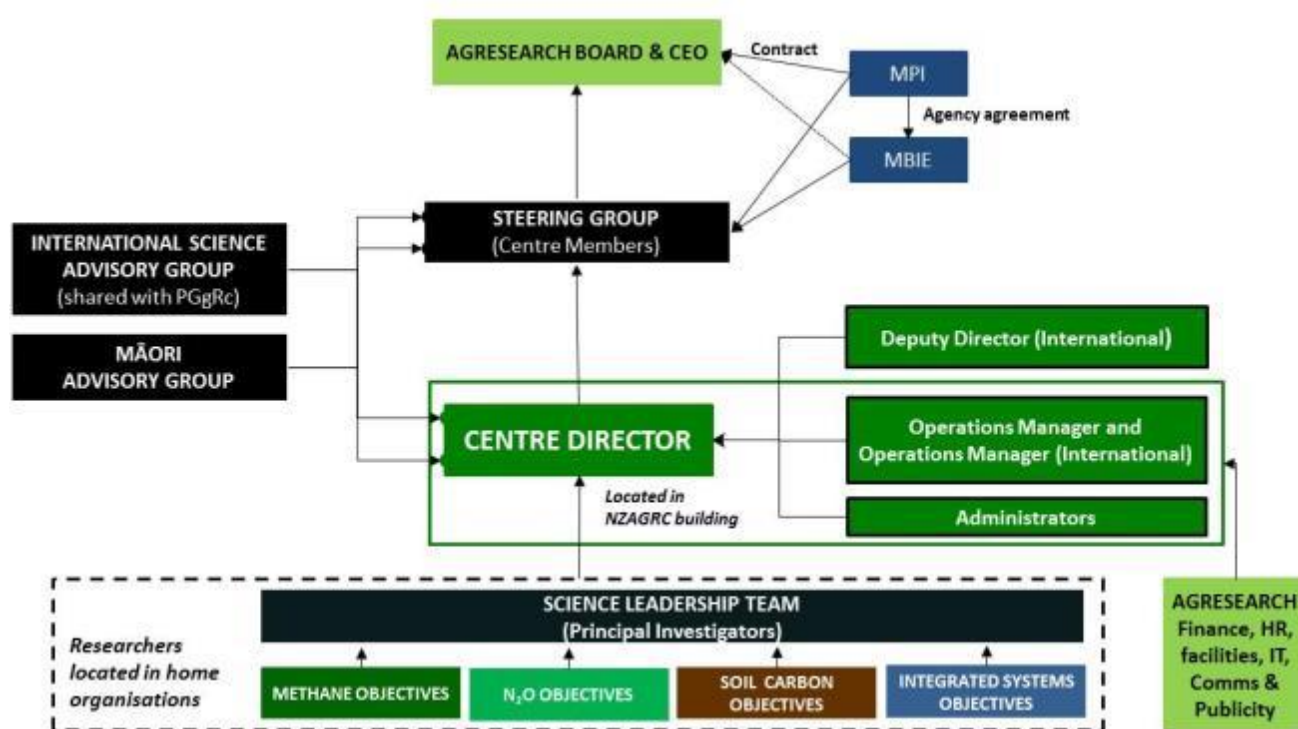 AGRESEARCH BOARD & CEO
Contract
MPI
Agency agreement
MBIE
STEERING GROUP
(Centre Members)
INTERNATIONAL SCIENCE
ADVISORY GROUP
(shared with PGgRc)
MĀORI
ADVISORY GROUP
Deputy Director (International)
CENTRE DIRECTOR
Operations Manager and
Operations Manager (International)
Located in
NZAGRC building
Administrators
SCIENCE LEADERSHIP TEAM
(Principal Investigators)
Researchers
located in home
organisations
METHANE OBJECTIVES
N₂O OBJECTIVES
SOIL CARBON
OBJECTIVES
INTEGRATED SYSTEMS
OBJECTIVES
AGRESEARCH
Finance, HR,
facilities, IT,
Comms &
Publicity